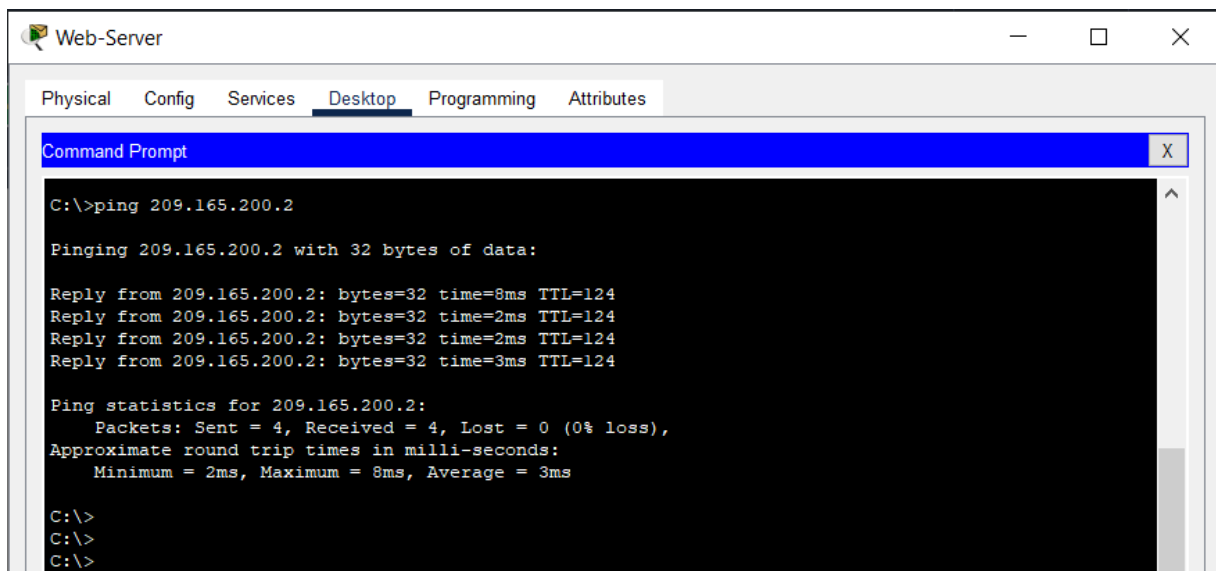 Web-Server
Physical Config Services Desktop Programming Attributes
Command Prompt X
C:\>ping 209.165.200.2
Pinging 209.165.200.2 with 32 bytes of data:
Reply from 209.165.200.2: bytes=32 time=8ms TTL=124
Reply from 209.165.200.2: bytes=32 time=2ms TTL=124
Reply from 209.165.200.2: bytes=32 time=2ms TTL=124
Reply from 209.165.200.2: bytes=32 time=3ms TTL=124
Ping statistics for 209.165.200.2:
Packets: Sent = 4, Received = 4, Lost = 0 (0% loss),
Approximate round trip times in milli-seconds:
Minimum = 2ms, Maximum = 8ms, Average = 3ms
C:\>
C:\>
C:\>